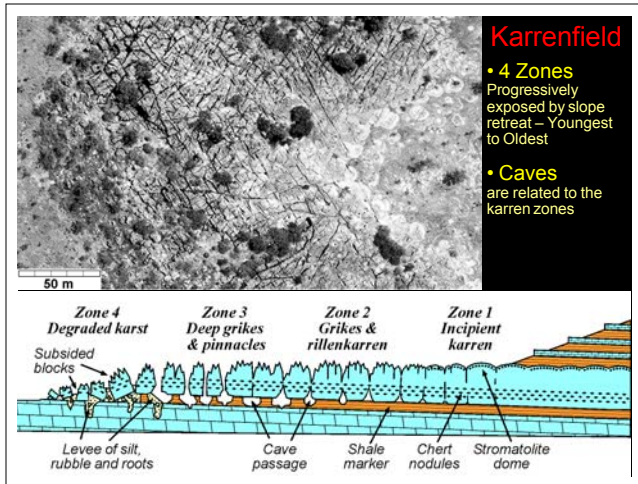 Karrenfield
• 4 Zones
Progressively
exposed by slope
retreat – Youngest
to Oldest
• Caves
are related to the
karren zones
50 m
Zone 4
Degraded karst
Zone 3
Deep grikes
& pinnacles
Zone 2
Grikes &
rillenkarren
Zone 1
Incipient
karren
Subsided
blocks
Levee of silt,
rubble and roots
Cave
passage
Shale
marker
Chert
nodules
Stromatolite
dome